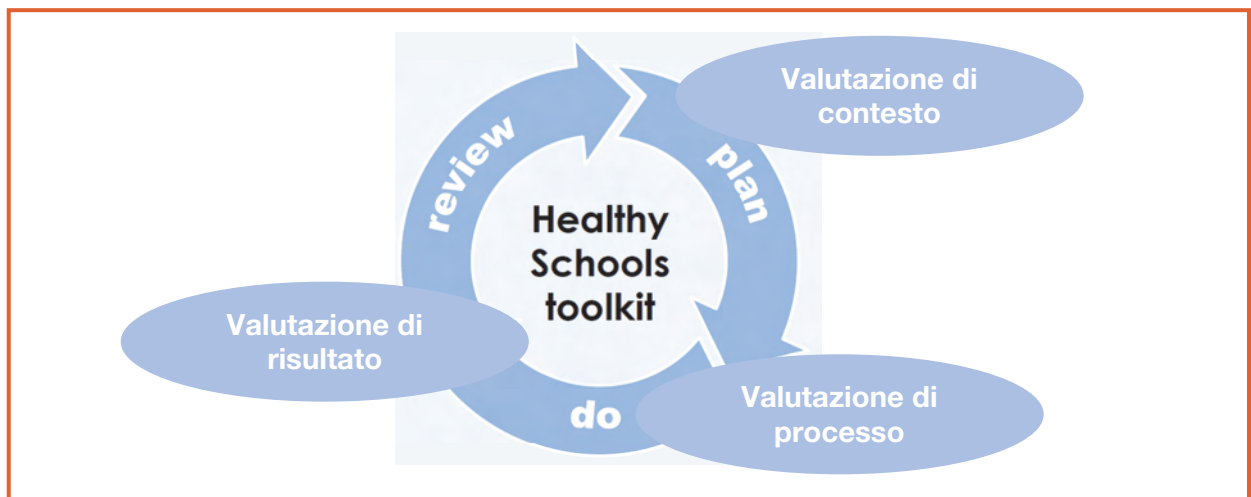 Valutazione di
contesto
review
plan
Healthy
Schools
toolkit
Valutazione di
risultato
do
Valutazione di
processo